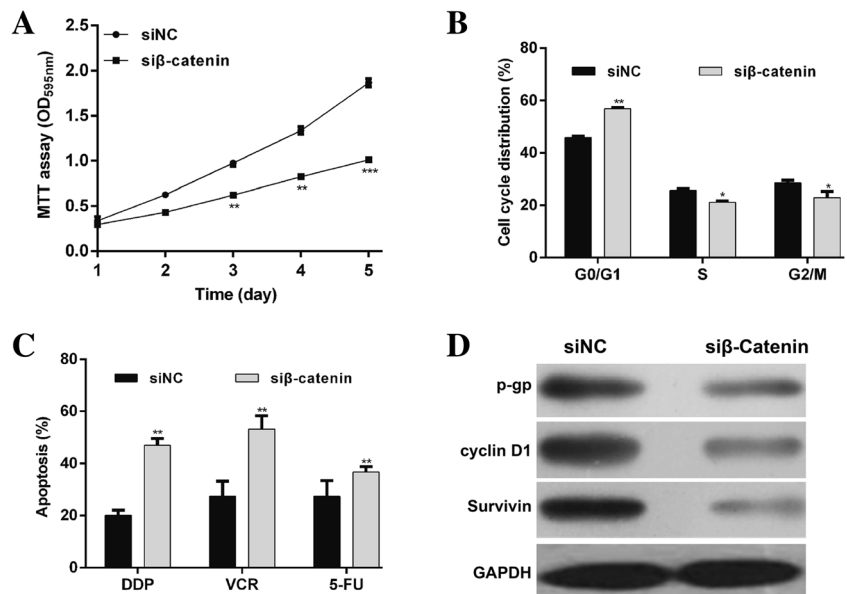 A
siNC
siβ-catenin
MTT assay (OD595nm)
2.5
2.0
1.5
1.0
0.5
0.0
**
**
***
1 2 3 4 5
Time (day)
B
siNC siβ-catenin
Cell cycle distribution (%)
80
60
40
20
0
**
*
*
G0/G1 S G2/M
C
siNC siβ-catenin
Apoptosis (%)
80
60
40
20
0
**
**
**
DDP VCR 5-FU
D
siNC siβ-Catenin
p-gp
cyclin D1
Survivin
GAPDH